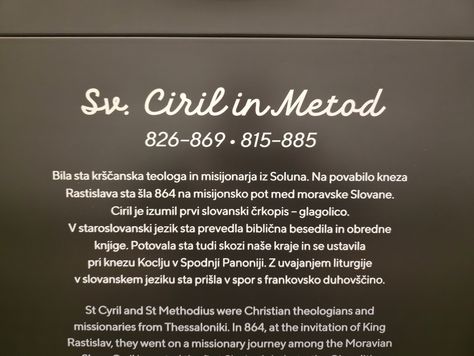 Sv. Ciril in Metod
826–869 • 815–885
Bila sta krščanska teologa in misijonarja iz Soluna. Na povabilo kneza
Rastislava sta šla 864 na misijonsko pot med moravske Slovane.
Ciril je izumil prvi slovanski črkopis – glagolico.
V staroslovanski jezik sta prevedla biblična besedila in obredne
knjige. Potovala sta tudi skozi naše kraje in se ustavila
pri knezu Koclju v Spodnji Panoniji. Z uvajanjem liturgije
v slovanskem jeziku sta prišla v spor s frankovsko duhovščino.
St Cyril and St Methodius were Christian theologians and
missionaries from Thessaloniki. In 864, at the invitation of King
Rastislav, they went on a missionary journey among the Moravian